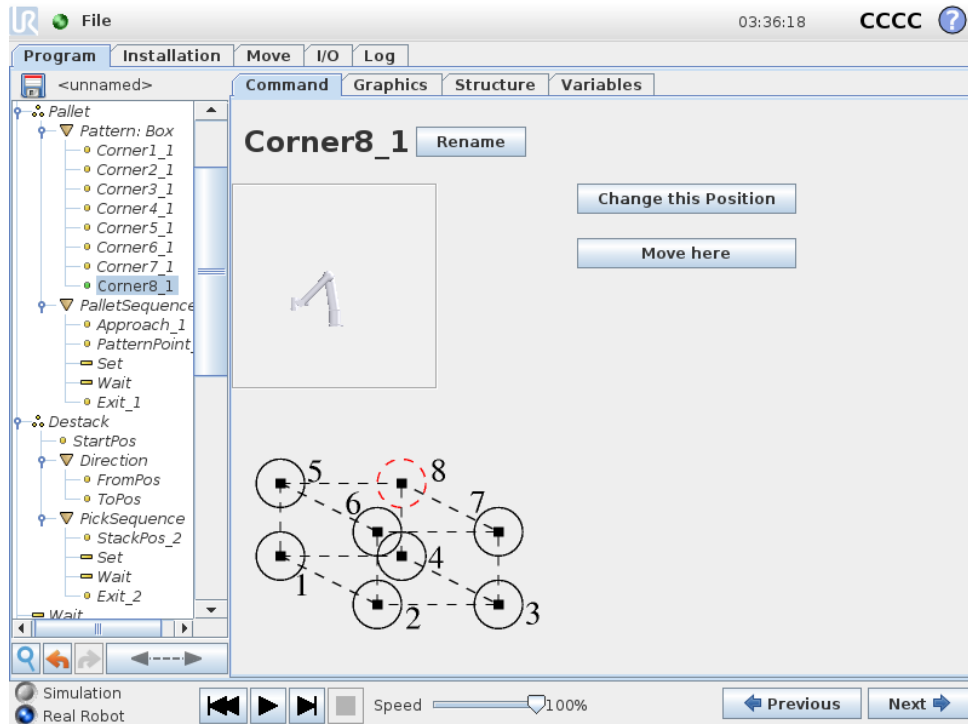 UR File 03:36:18 CCCC ?
Program Installation Move I/O Log
<unnamed> Command Graphics Structure Variables
Pallet
Pattern: Box
Corner1_1
Corner2_1
Corner3_1
Corner4_1
Corner5_1
Corner6_1
Corner7_1
Corner8_1
PalletSequence
Approach_1
PatternPoint_
Set
Wait
Exit_1
Destack
StartPos
Direction
FromPos
ToPos
PickSequence
StackPos_2
Set
Wait
Exit_2
Wait
Corner8_1 Rename
Change this Position
Move here
5 8
6 7
1 4
2 3
Simulation
Real Robot
Speed 100%
Previous Next